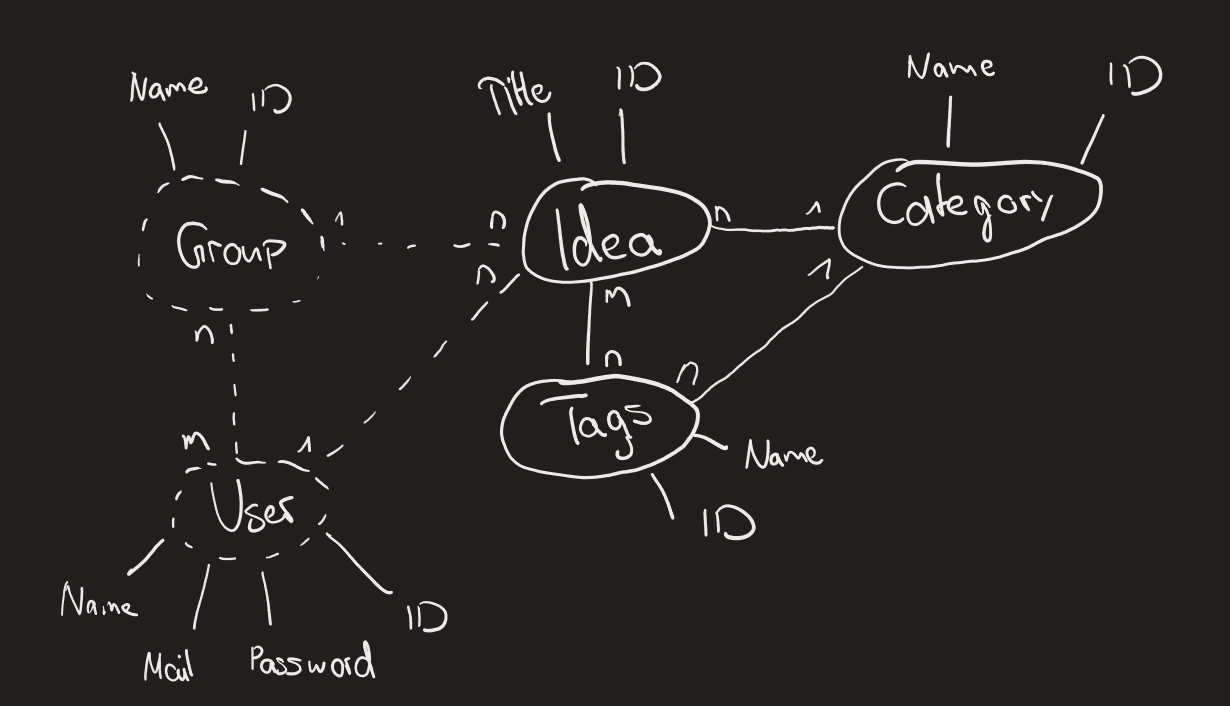 Name
ID
Title
ID
Name
ID
Group
1
n
Idea
n
1
Category
n
1
n
m
n
n
Tags
Name
ID
m
1
User
Name
Mail
Password
ID